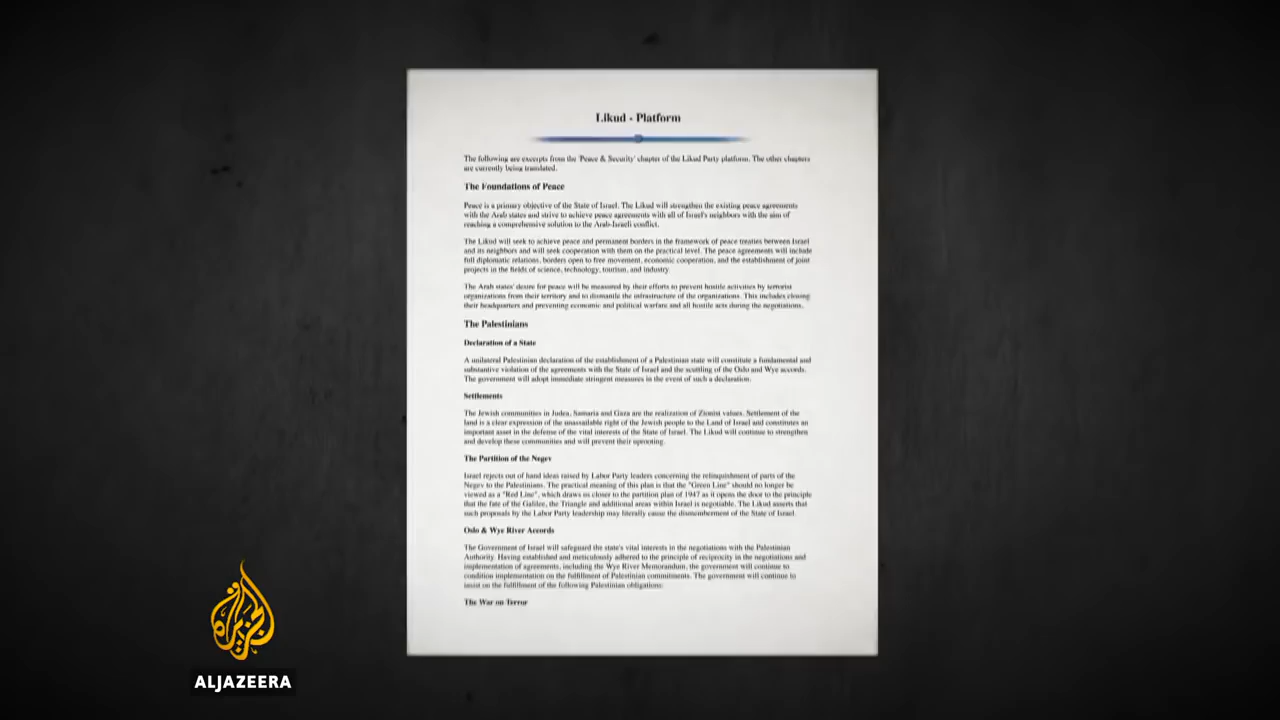 Likud - Platform
The following are excerpts from the 'Peace & Security' chapter of the Likud Party platform. The other chapters
are currently being translated.
The Foundations of Peace
Peace is a primary objective of the State of Israel. The Likud will strengthen the existing peace agreements
with the Arab states and strive to achieve peace agreements with all of Israel's neighbors with the aim of
reaching a comprehensive solution to the Arab-Israeli conflict.
The Likud will seek to achieve peace and permanent borders in the framework of peace treaties between Israel
and its neighbors and will seek cooperation with them on the practical level. The peace agreements will include
full diplomatic relations, borders open to free movement, economic cooperation, and the establishment of joint
projects in the fields of science, technology, tourism, and industry
The Arab states' desire for peace will be measured by their efforts to prevent hostile activities by terrorist
organizations from their territory and to dismantle the infrastructure of the organizations. This includes closing
their headquarters and preventing economic and political warfare and all hostile acts during the negotiations.
The Palestinians
Declaration of a State
A unilateral Palestinian declaration of the establishment of a Palestinian state will constitute a fundamental and
substantive violation of the agreements with the State of Israel and the scuttling of the Oslo and Wye accords.
The government will adopt immediate stringent measures in the event of such a declaration.
Settlements
The Jewish communities in Judea, Samaria and Gaza are the realization of Zionist values. Settlement of the
land is a clear expression of the unassailable right of the Jewish people to the Land of Israel and constitutes an
important asset in the defense of the vital interests of the State of Israel. The Likud will continue to strengthen
and develop these communities and will prevent their uprooting.
The Partition of the Negev
Israel rejects out of hand ideas raised by Labor Party leaders concerning the relinquishment of parts of the
Negev to the Palestinians. The practical meaning of this plan is that the "Green Line" should no longer be
viewed as a "Red Line", which draws us closer to the partition plan of 1947 as it opens the door to the principle
that the fate of the Galilee, the Triangle and additional areas within Israel is negotiable. The Likud asserts that
such proposals by the Labor Party leadership may literally cause the dismemberment of the State of Israel.
Oslo & Wye River Accords
The Government of Israel will safeguard the state's vital interests in the negotiations with the Palestinian
Authority. Having established and meticulously adhered to the principle of reciprocity in the negotiations and
implementation of agreements, including the Wye River Memorandum, the government will continue to
condition implementation on the fulfillment of Palestinian commitments. The government will continue to
insist on the fulfillment of the following Palestinian obligations:
The War on Terror
الجزيرة
ALJAZEERA